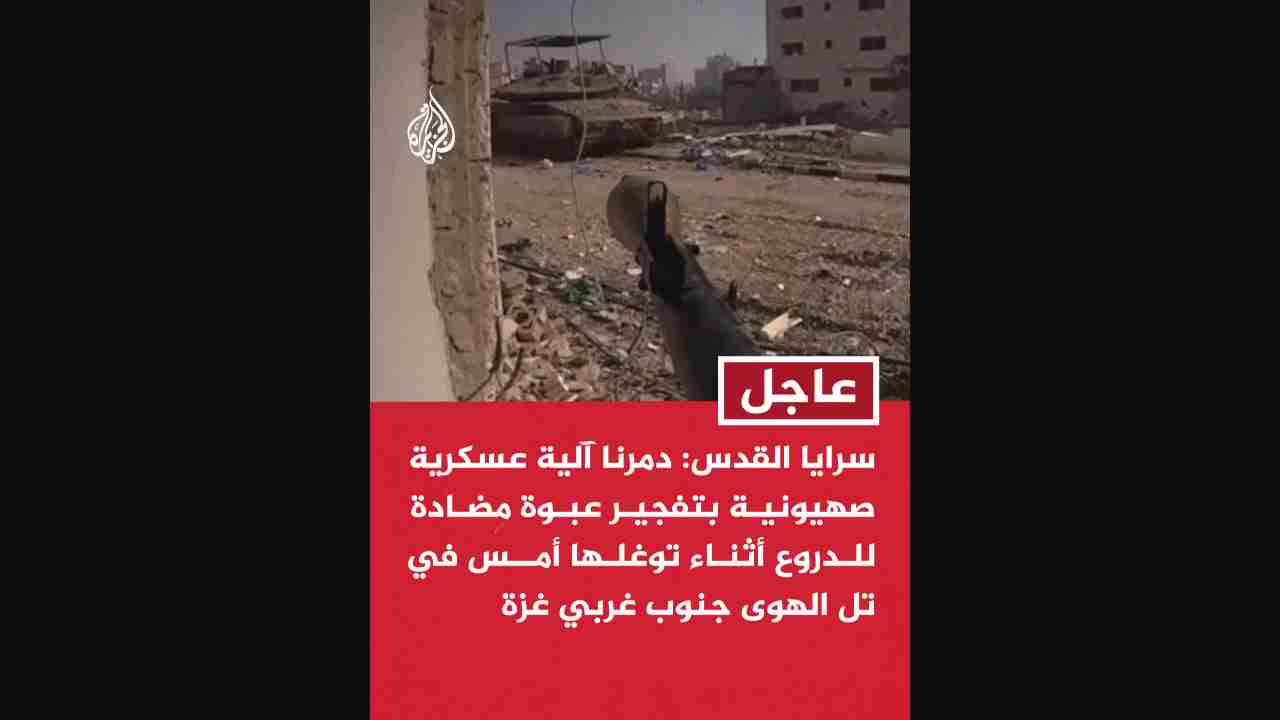 الجزيرة
عاجل
سرايا القدس: دمرنا آلية عسكرية
صهيونية بتفجير عبوة مضادة
للدروع أثناء توغلها أمس في
تل الهوى جنوب غربي غزة